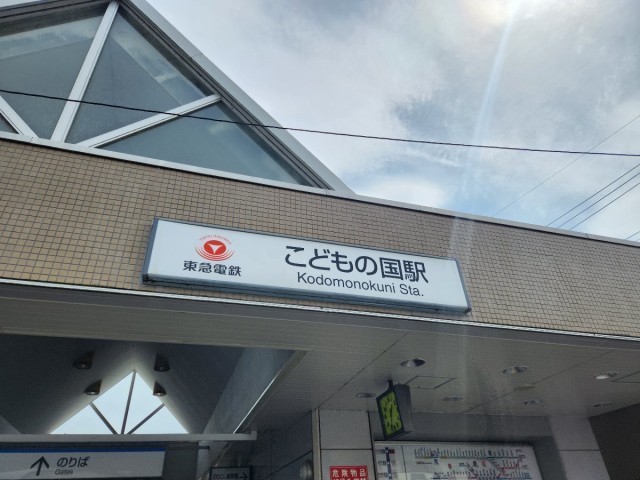 東急電鉄
こどもの国駅
Kodomonokuni Sta.
のりば
Gates
危険物品